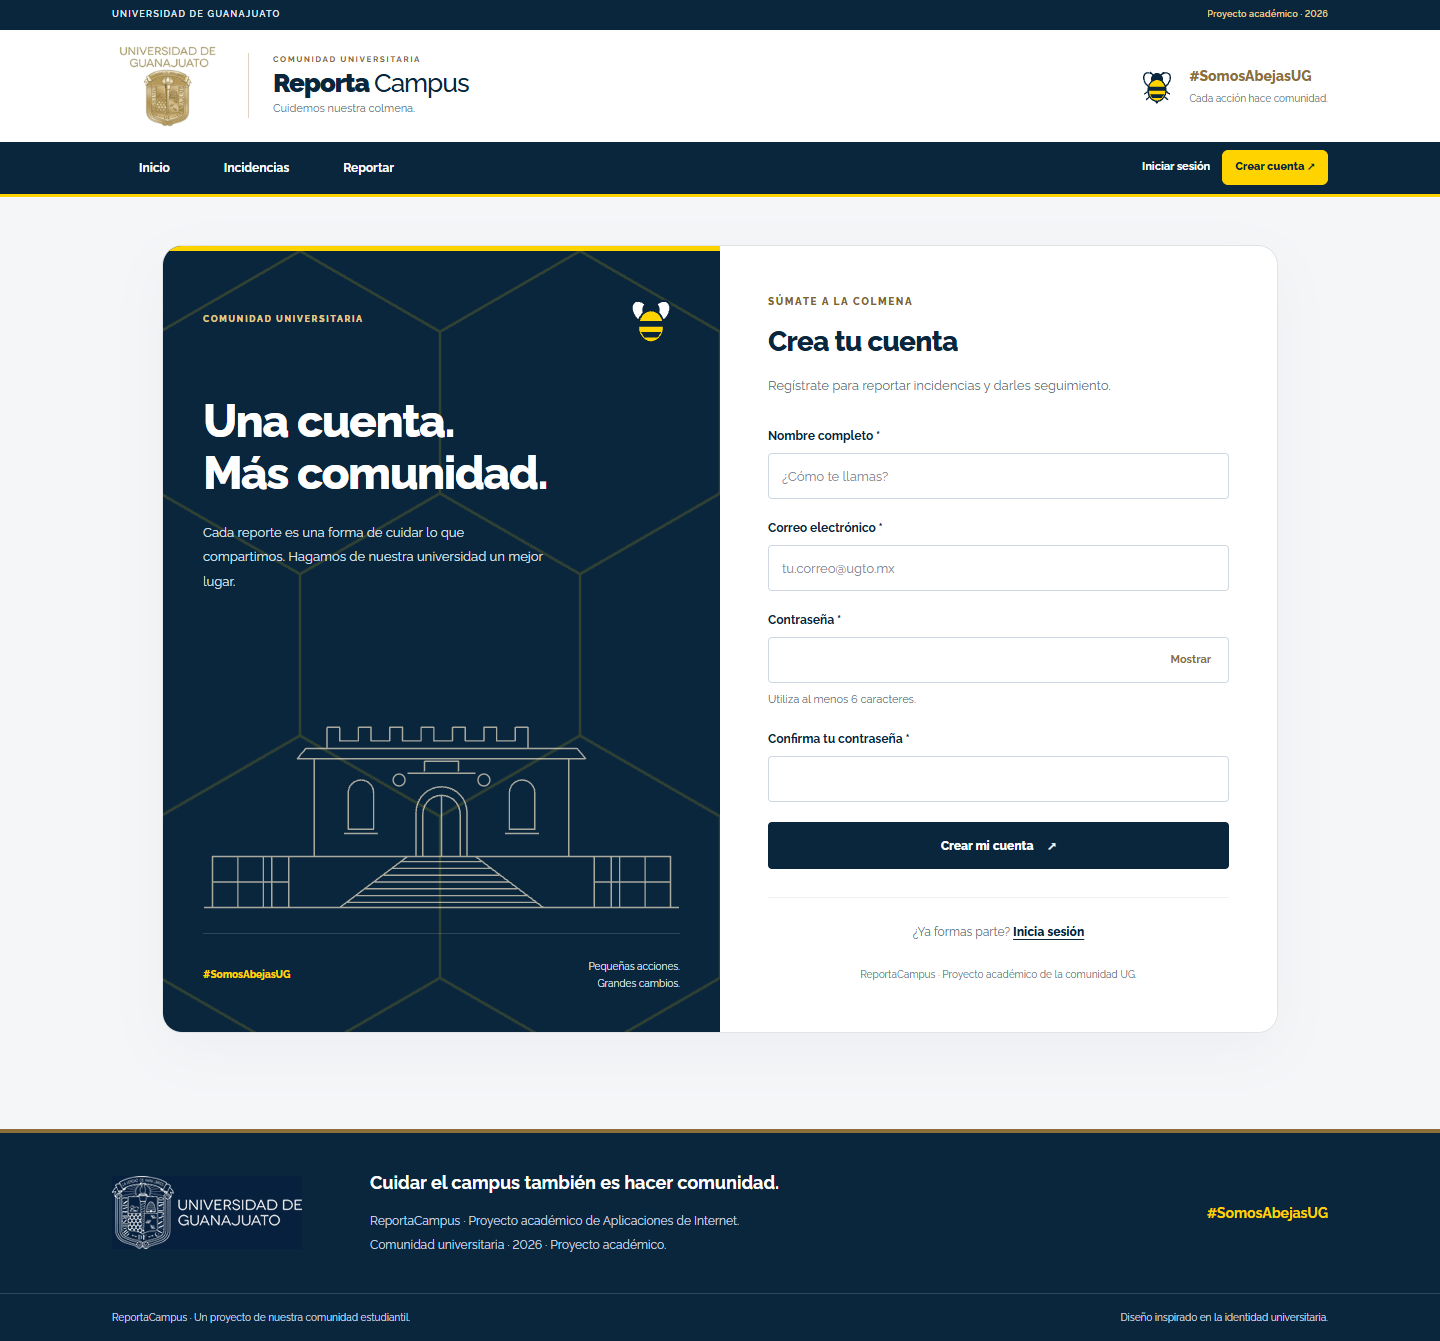 UNIVERSIDAD DE GUANAJUATO
Proyecto académico · 2026
UNIVERSIDAD DE
GUANAJUATO
COMUNIDAD UNIVERSITARIA
Reporta Campus
Cuidemos nuestra colmena.
#SomosAbejasUG
Cada acción hace comunidad.
Inicio
Incidencias
Reportar
Iniciar sesión
Crear cuenta ↗
COMUNIDAD UNIVERSITARIA
Una cuenta.
Más comunidad.
Cada reporte es una forma de cuidar lo que
compartimos. Hagamos de nuestra universidad un mejor
lugar.
#SomosAbejasUG
Pequeñas acciones.
Grandes cambios.
SÚMATE A LA COLMENA
Crea tu cuenta
Regístrate para reportar incidencias y darles seguimiento.
Nombre completo *
¿Cómo te llamas?
Correo electrónico *
tu.correo@ugto.mx
Contraseña *
Mostrar
Utiliza al menos 6 caracteres.
Confirma tu contraseña *
Crear mi cuenta ↗
¿Ya formas parte? Inicia sesión
ReportaCampus · Proyecto académico de la comunidad UG.
UNIVERSIDAD DE
GUANAJUATO
Cuidar el campus también es hacer comunidad.
ReportaCampus · Proyecto académico de Aplicaciones de Internet.
Comunidad universitaria · 2026 · Proyecto académico.
#SomosAbejasUG
ReportaCampus · Un proyecto de nuestra comunidad estudiantil.
Diseño inspirado en la identidad universitaria.